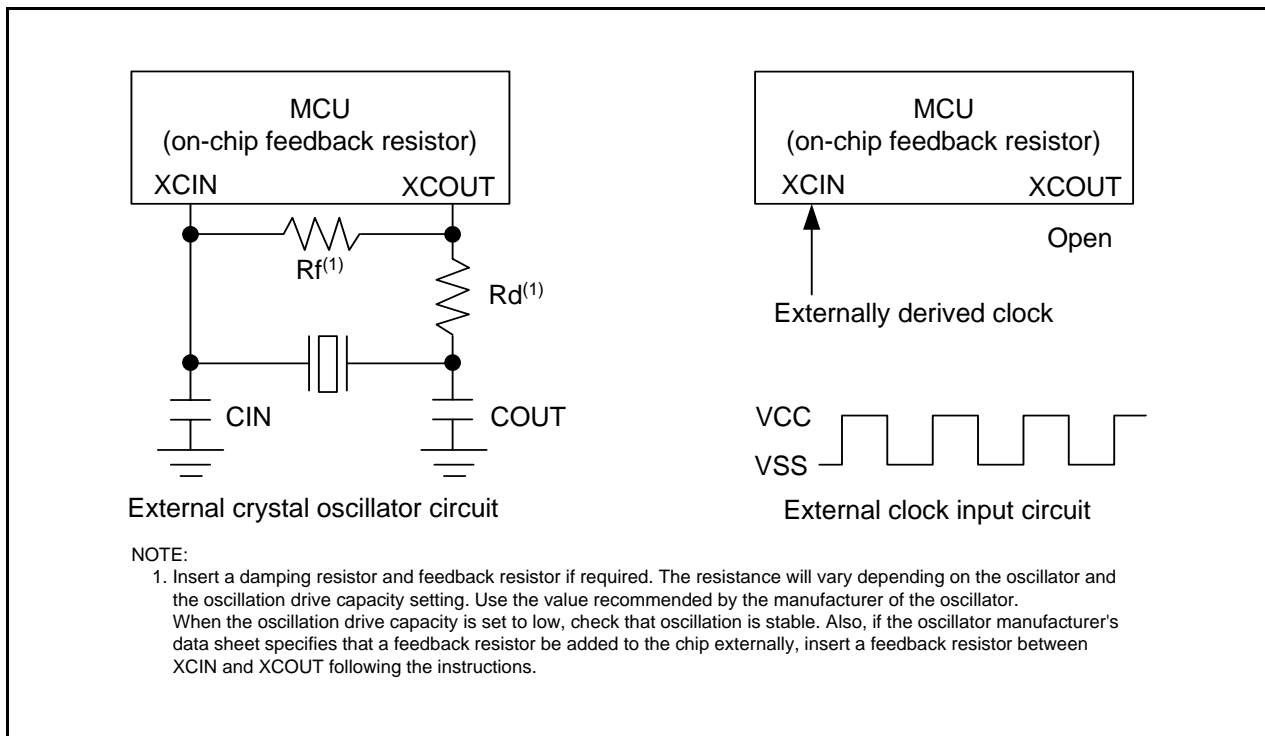 MCU
(on-chip feedback resistor)
XCIN
XCOUT
Rf(1)
Rd(1)
CIN
COUT
External crystal oscillator circuit
MCU
(on-chip feedback resistor)
XCIN
XCOUT
Open
Externally derived clock
VCC
VSS
External clock input circuit
NOTE:
1. Insert a damping resistor and feedback resistor if required. The resistance will vary depending on the oscillator and
the oscillation drive capacity setting. Use the value recommended by the manufacturer of the oscillator.
When the oscillation drive capacity is set to low, check that oscillation is stable. Also, if the oscillator manufacturer's
data sheet specifies that a feedback resistor be added to the chip externally, insert a feedback resistor between
XCIN and XCOUT following the instructions.